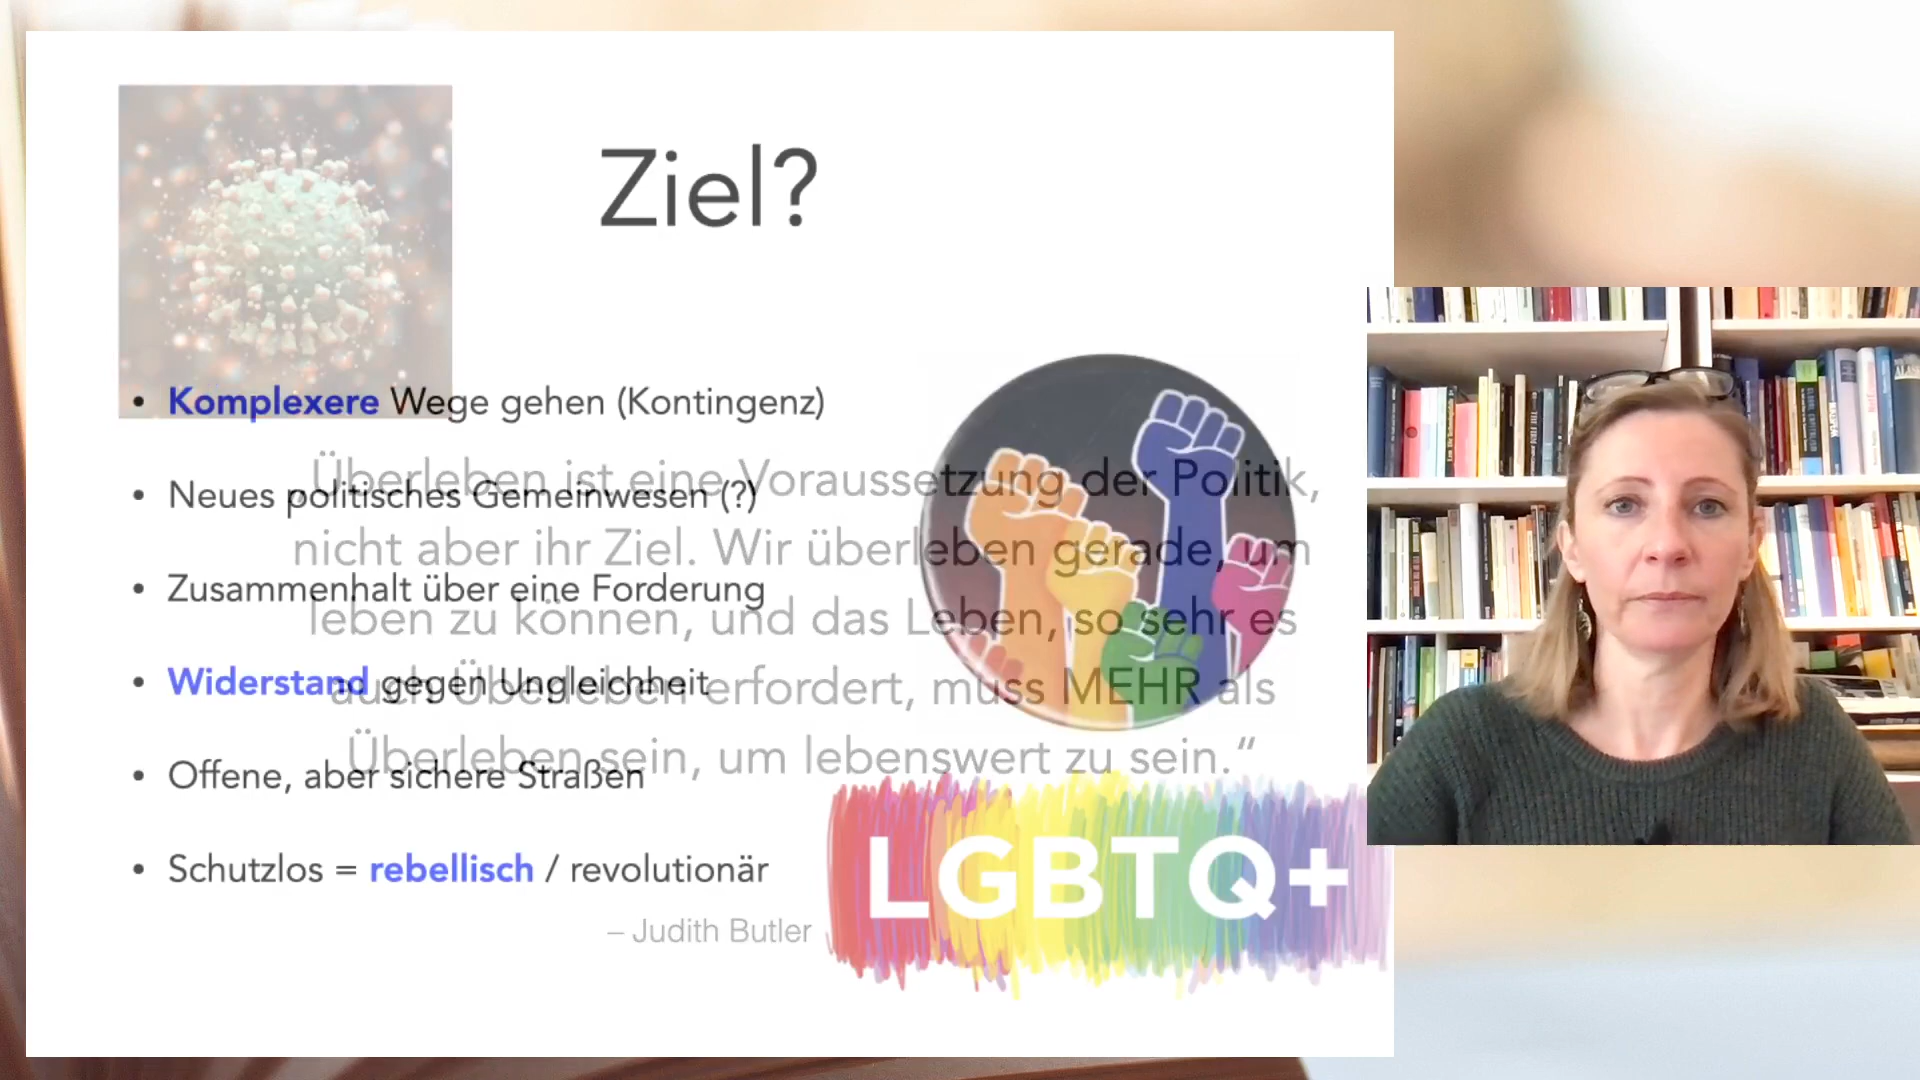 Ziel?
• Komplexere Wege gehen (Kontingenz)
• Neues politisches Gemeinwesen (?)
• Zusammenhalt über eine Forderung
• Widerstand gegen Ungleichheit
• Offene, aber sichere Straßen
• Schutzlos = rebellisch / revolutionär
Überleben ist eine Voraussetzung der Politik,
nicht aber ihr Ziel. Wir überleben gerade, um
leben zu können, und das Leben, so sehr es
auch Überleben erfordert, muss MEHR als
Überleben sein, um lebenswert zu sein.“
– Judith Butler
LGBTQ+